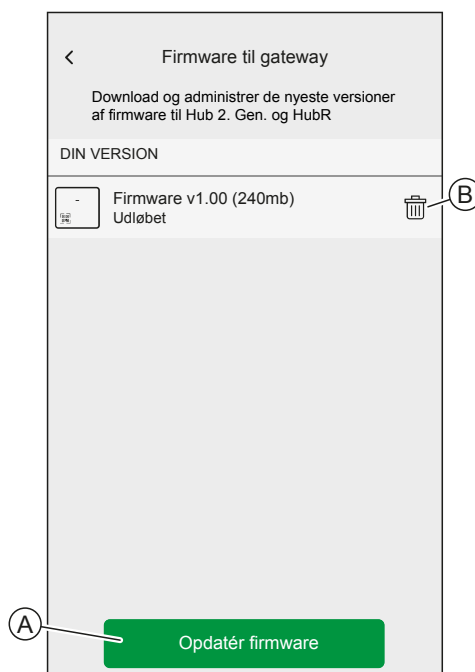 Firmware til gateway
Download og administrer de nyeste versioner
af firmware til Hub 2. Gen. og HubR
DIN VERSION
Firmware v1.00 (240mb)
Udløbet
B
A
Opdatér firmware